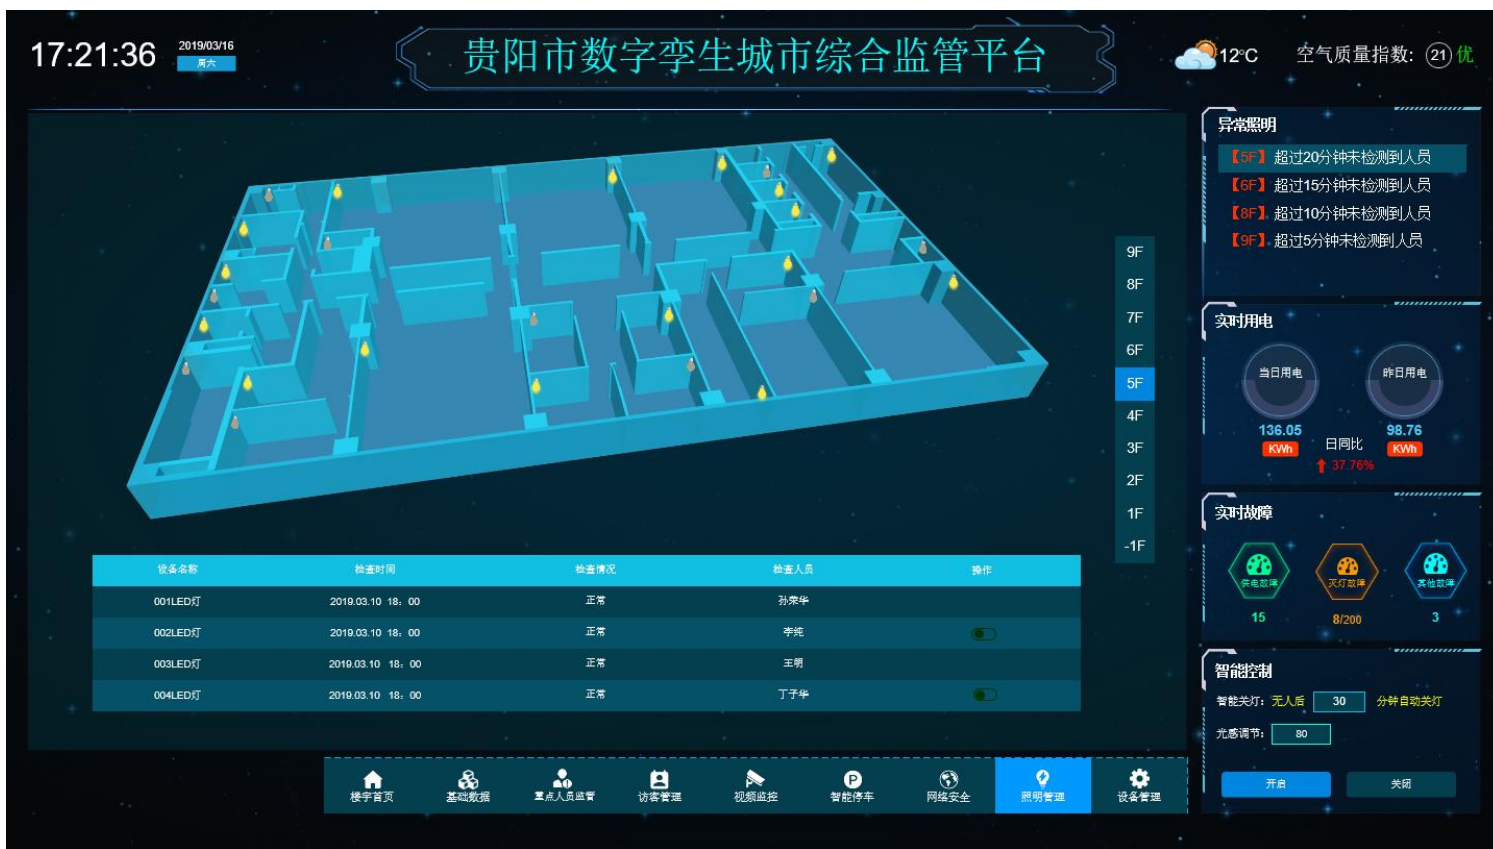 17:21:36
2019/03/16
周六
贵阳市数字孪生城市综合监管平台
12℃
空气质量指数: 21 优
异常照明
【5F】超过20分钟未检测到人员
【6F】超过15分钟未检测到人员
【8F】超过10分钟未检测到人员
【9F】超过5分钟未检测到人员
9F
8F
7F
6F
5F
4F
3F
2F
1F
-1F
实时用电
当日用电
昨日用电
136.05
98.76
KWh
日同比
KWh
37.76%
实时故障
供电故障
灭灯故障
其他故障
15
8/200
3
设备名称 检查时间 检查情况 检查人员 操作
001LED灯 2019.03.10 18：00 正常 孙荣华
002LED灯 2019.03.10 18：00 正常 李纯
003LED灯 2019.03.10 18：00 正常 王明
004LED灯 2019.03.10 18：00 正常 丁子华
智能控制
智能关灯: 无人后 30 分钟自动关灯
光感调节: 80
开启 关闭
楼宇首页 基础数据 重点人员监管 访客管理 视频监控 智能停车 网络安全 照明管理 设备管理